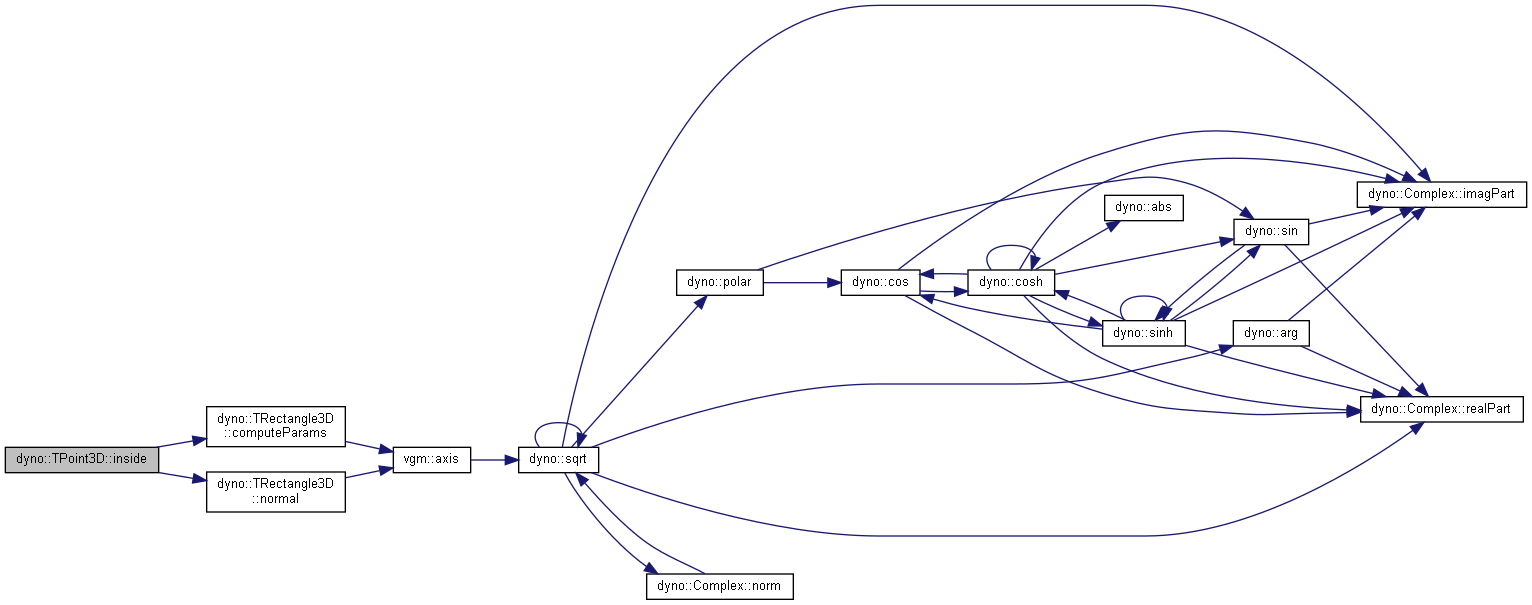 dyno::TPoint3D::inside
dyno::TRectangle3D
::computeParams
dyno::TRectangle3D
::normal
vgm::axis
dyno::sqrt
dyno::Complex::norm
dyno::polar
dyno::cos
dyno::cosh
dyno::abs
dyno::sinh
dyno::sin
dyno::arg
dyno::Complex::imagPart
dyno::Complex::realPart